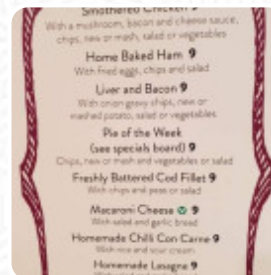 Smothered Chicken 9
With a mushroom, bacon and cheese sauce,
chips, new or mash, salad or vegetables
Home Baked Ham 9
With fried eggs, chips and salad
Liver and Bacon 9
With onion gravy chips, new or
mashed potato, salad or vegetables
Pie of the Week
(see specials board) 9
Chips, new or mash and vegetables or salad
Freshly Battered Cod Fillet 9
With chips and peas or salad
Macaroni Cheese V 9
With salad and garlic bread
Homemade Chilli Con Carne 9
With rice and sour cream
Homemade Lasagne 9